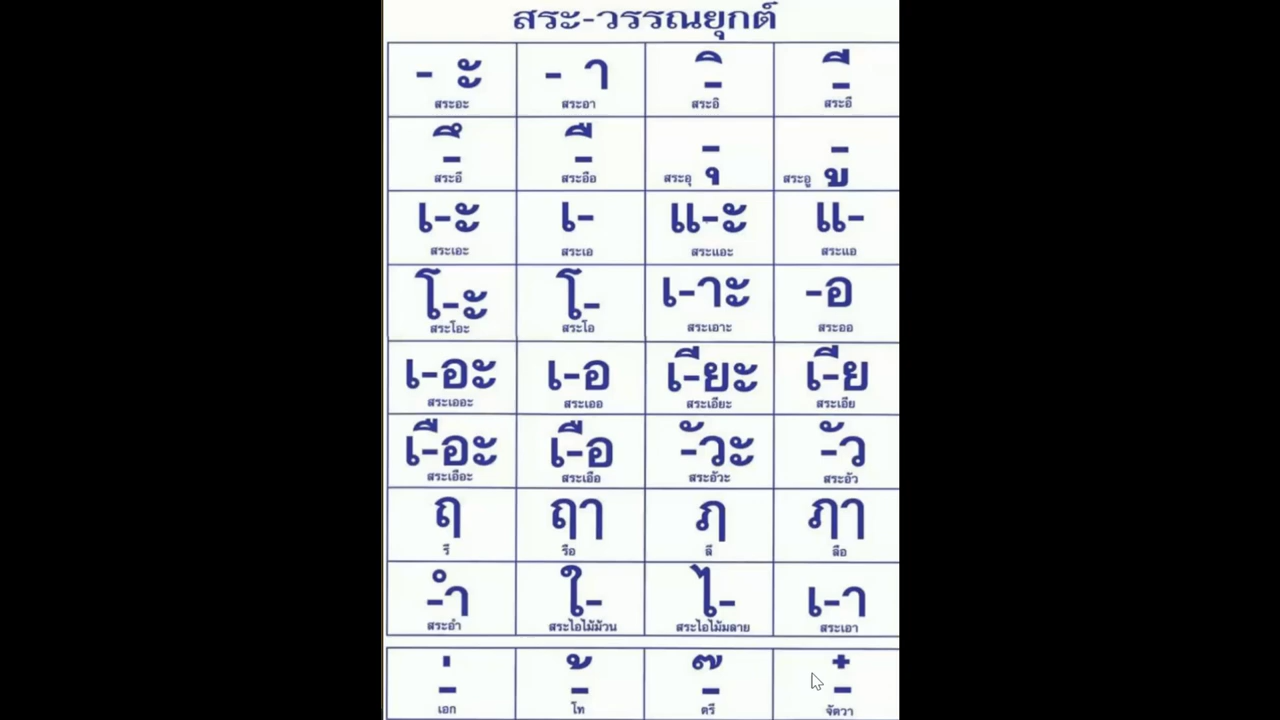 สระ-วรรณยุกต์
-ะ -า -ิ -ี
สระอะ สระอา สระอิ สระอี
-ึ -ื -ุ -ู
สระอึ สระอือ สระอุ สระอู
เ-ะ เ- แ-ะ แ-
สระเอะ สระเอ สระแอะ สระแอ
โ-ะ โ- เ-าะ -อ
สระโอะ สระโอ สระเอาะ สระออ
เ-อะ เ-อ เ-ียะ เ-ีย
สระเออะ สระเออ สระเอียะ สระเอีย
เ-ือะ เ-ือ -ัวะ -ัว
สระเอือะ สระเอือ สระอัวะ สระอัว
ฤ ฤา ฦ ฦา
รึ รือ ลึ ลือ
-ำ ใ- ไ- เ-า
สระอำ สระไอไม้ม้วน สระไอไม้มลาย สระเอา
-่ -้ -๊ -๋
เอก โท ตรี จัตวา